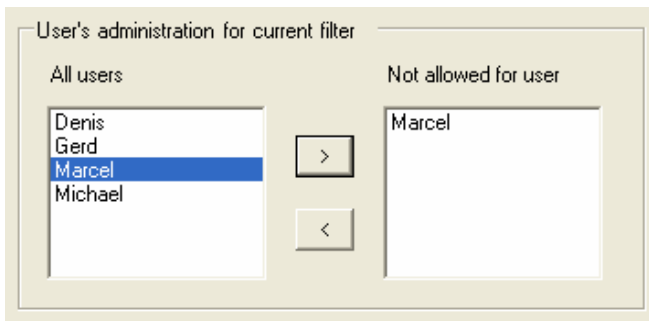 User's administration for current filter
All users
Not allowed for user
Denis
Gerd
Marcel
Michael
>
<
Marcel